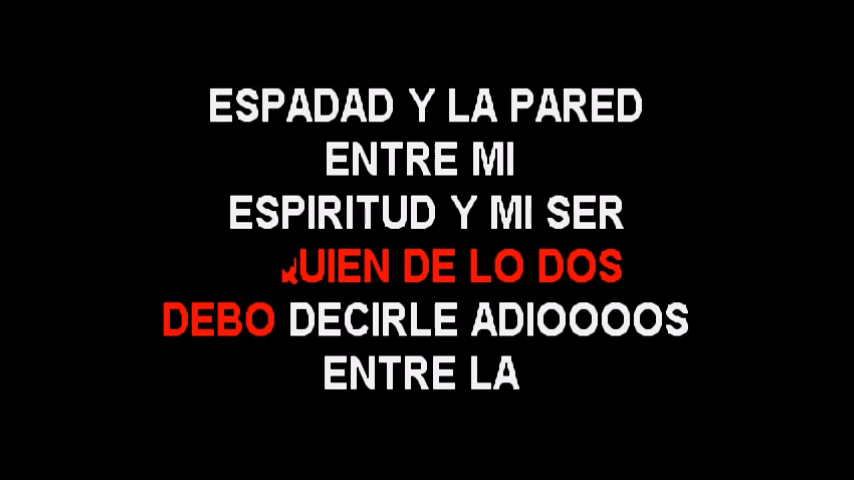 ESPADAD Y LA PARED
ENTRE MI
ESPIRITUD Y MI SER
QUIEN DE LO DOS
DEBO DECIRLE ADIOOOOS
ENTRE LA